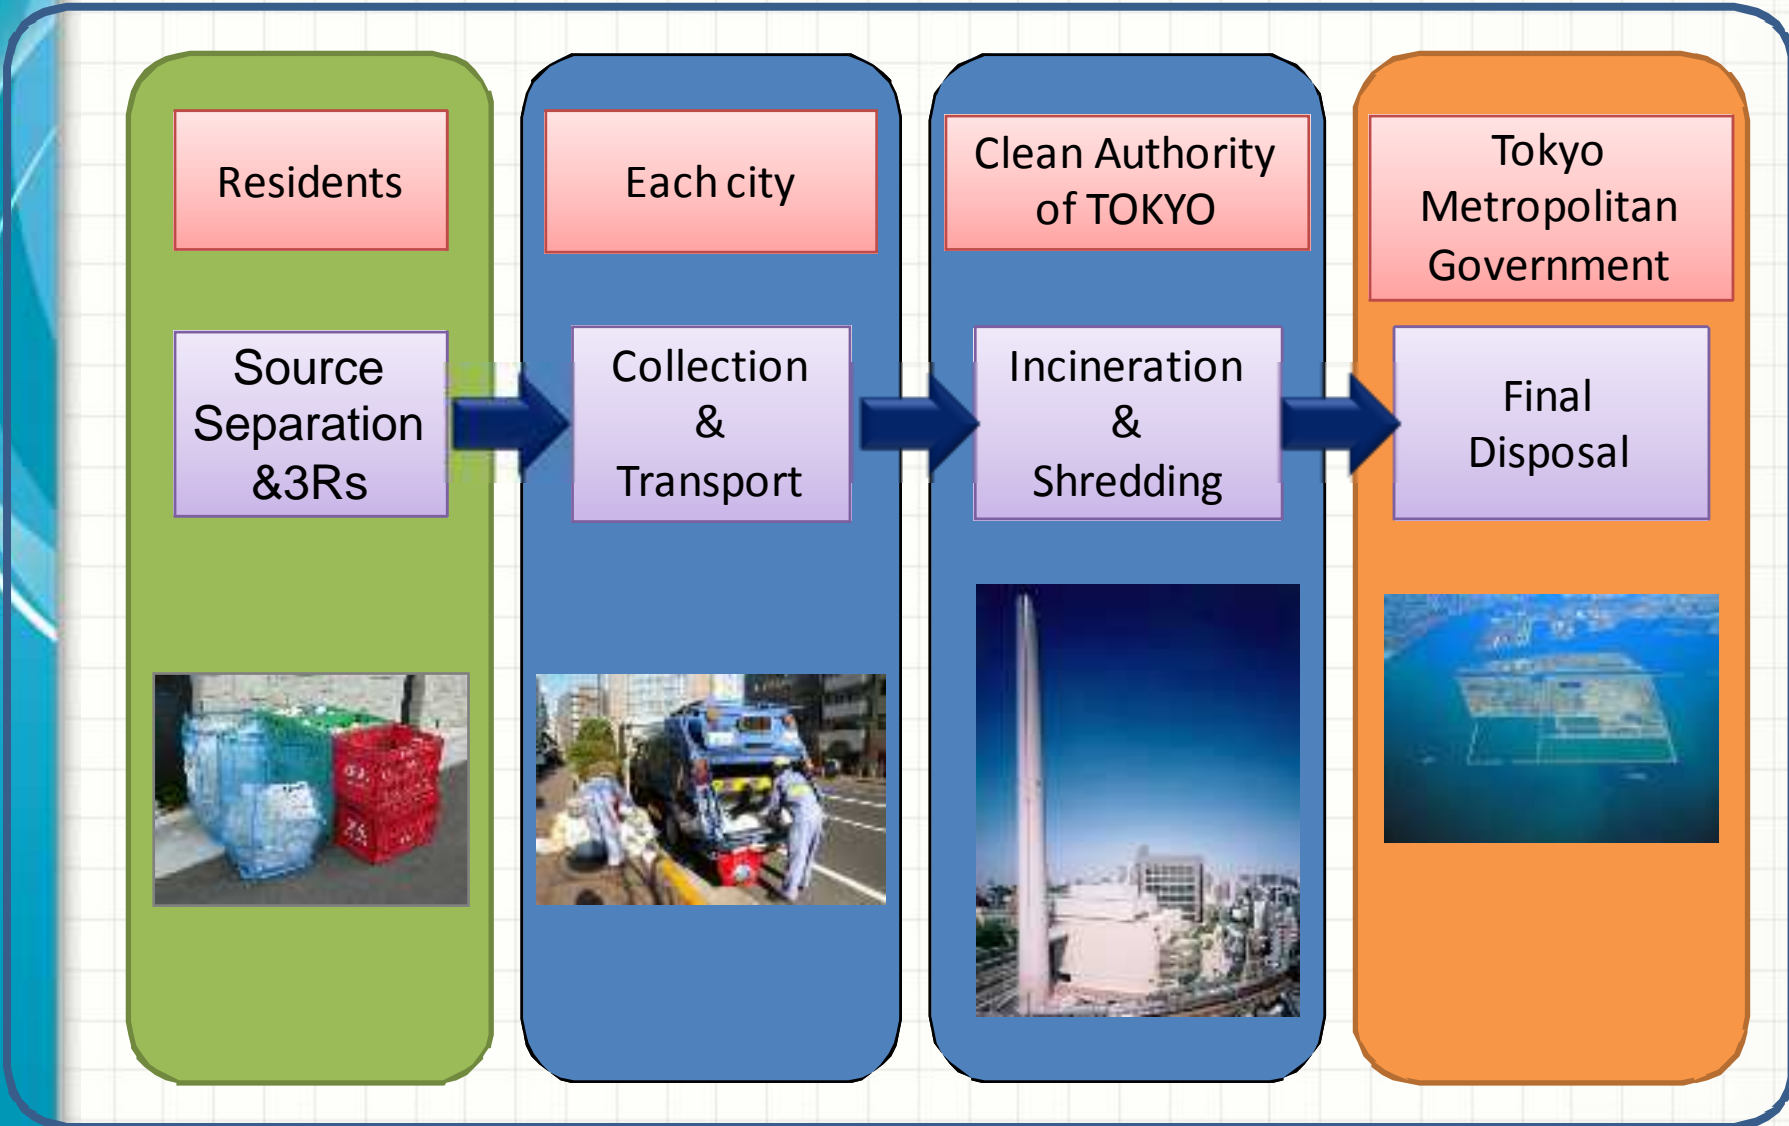 Residents
Each city
Clean Authority
of TOKYO
Tokyo
Metropolitan
Government
Source
Separation
&3Rs
Collection
&
Transport
Incineration
&
Shredding
Final
Disposal